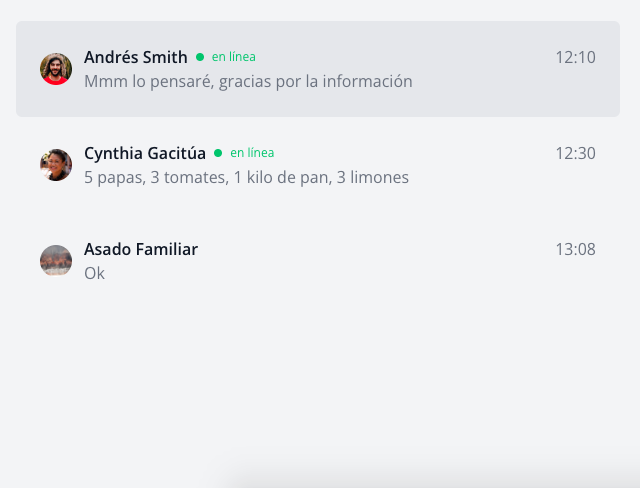 Andrés Smith en línea 12:10
Mmm lo pensaré, gracias por la información
Cynthia Gacitúa en línea 12:30
5 papas, 3 tomates, 1 kilo de pan, 3 limones
Asado Familiar 13:08
Ok